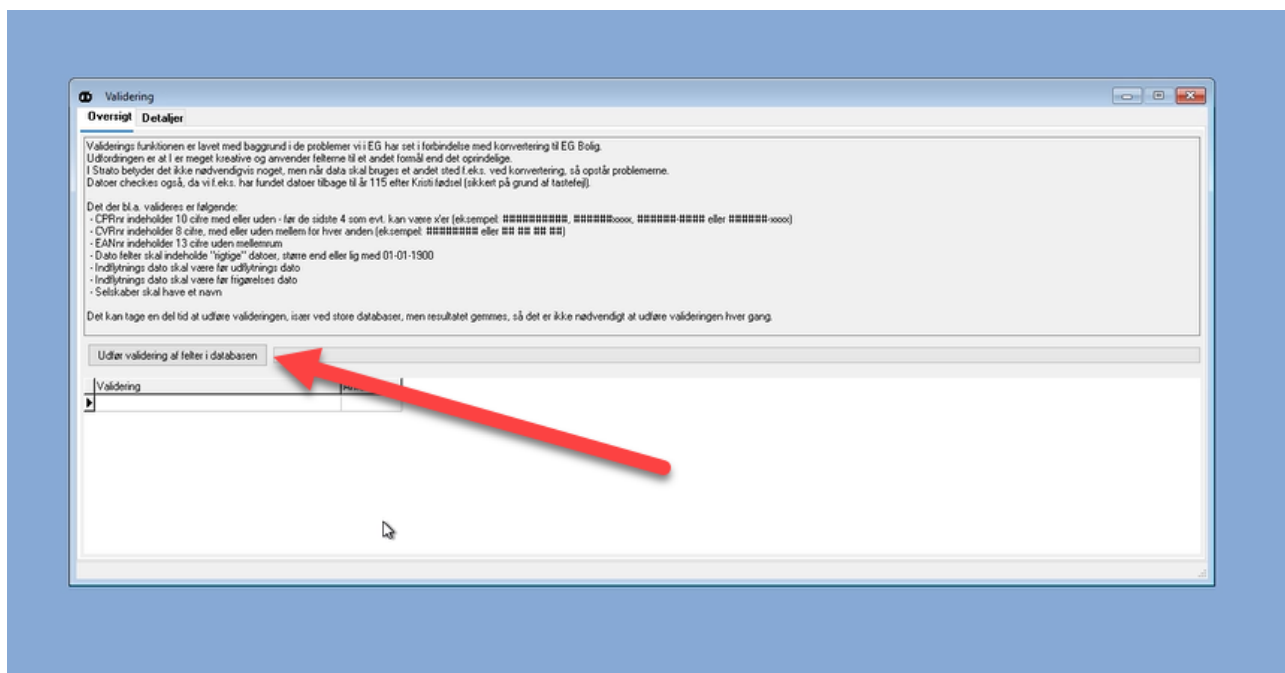 Validering
Oversigt Detaljer
Validerings funktionen er lavet med baggrund i de problemer vi i EG har set i forbindelse med konvertering til EG Bolig.
Udfordringen er at I er meget kreative og anvender felterne til et andet formål end det oprindelige.
I Strato betyder det ikke nødvendigvis noget, men når data skal bruges et andet sted f.eks. ved konvertering, så opstår problemerne.
Datoer checkes også, da vi f.eks. har fundet datoer tilbage til år 115 efter Kristi fødsel (sikkert på grund af tastefejl).
Det der bl.a. valideres er følgende:
- CPRnr indeholder 10 cifre med eller uden - før de sidste 4 som evt. kan være x'er (eksempel: ##########, ######xxxx, ######-#### eller ######-xxxx)
- CVRnr indeholder 8 cifre, med eller uden mellem for hver anden (eksempel: ######## eller ## ## ## ##)
- EANnr indeholder 13 cifre uden mellemrum
- Dato felter skal indeholde "rigtige" datoer, større end eller lig med 01-01-1900
- Indflytnings dato skal være før udflytnings dato
- Indflytnings dato skal være før frigørelses dato
- Selskaber skal have et navn
Det kan tage en del tid at udføre valideringen, især ved store databaser, men resultatet gemmes, så det er ikke nødvendigt at udføre valideringen hver gang.
Udfør validering af felter i databasen
Validering